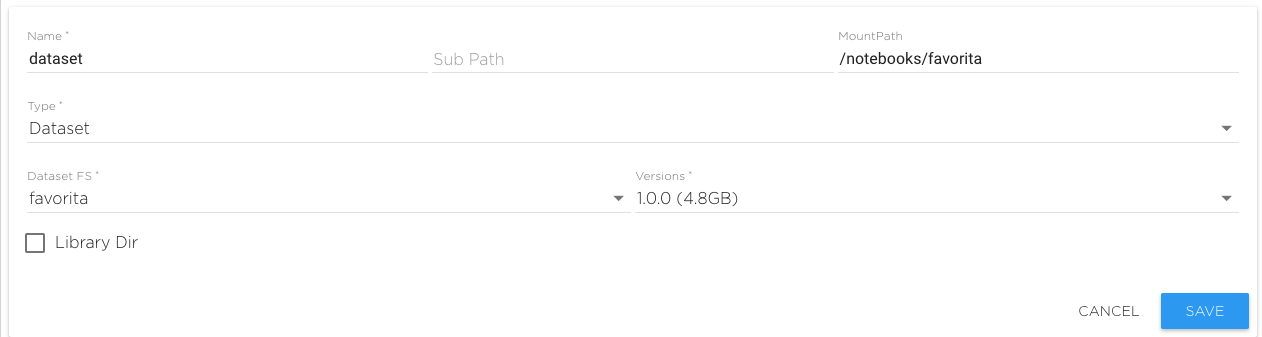 Name *
dataset
Sub Path
MountPath
/notebooks/favorita
Type *
Dataset
Dataset FS *
favorita
Versions *
1.0.0 (4.8GB)
Library Dir
CANCEL
SAVE